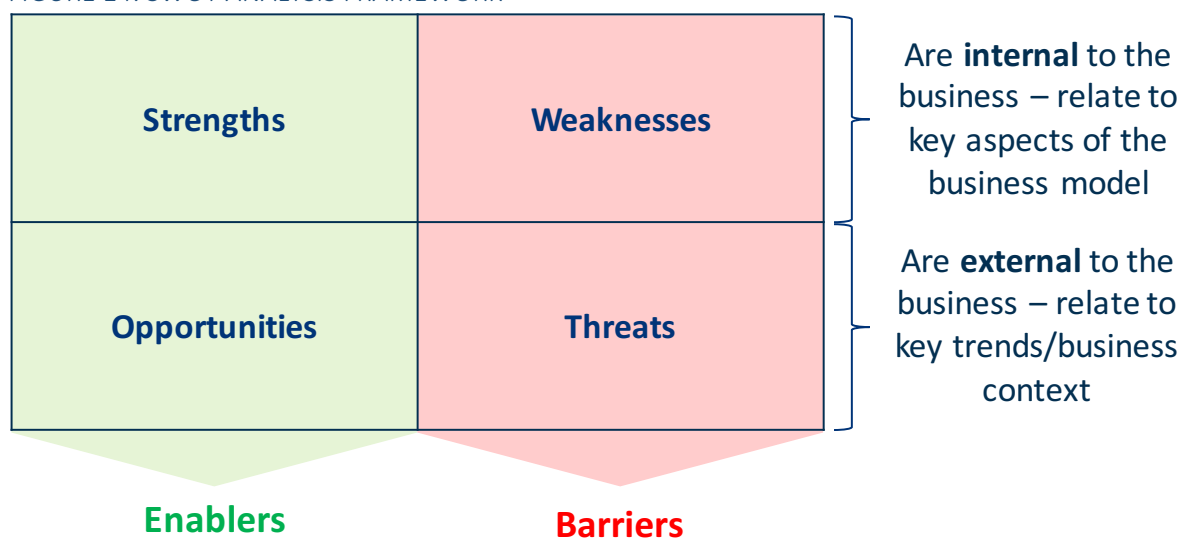 Strengths
Weaknesses
Are internal to the
business – relate to
key aspects of the
business model
Opportunities
Threats
Are external to the
business – relate to
key trends/business
context
Enablers
Barriers